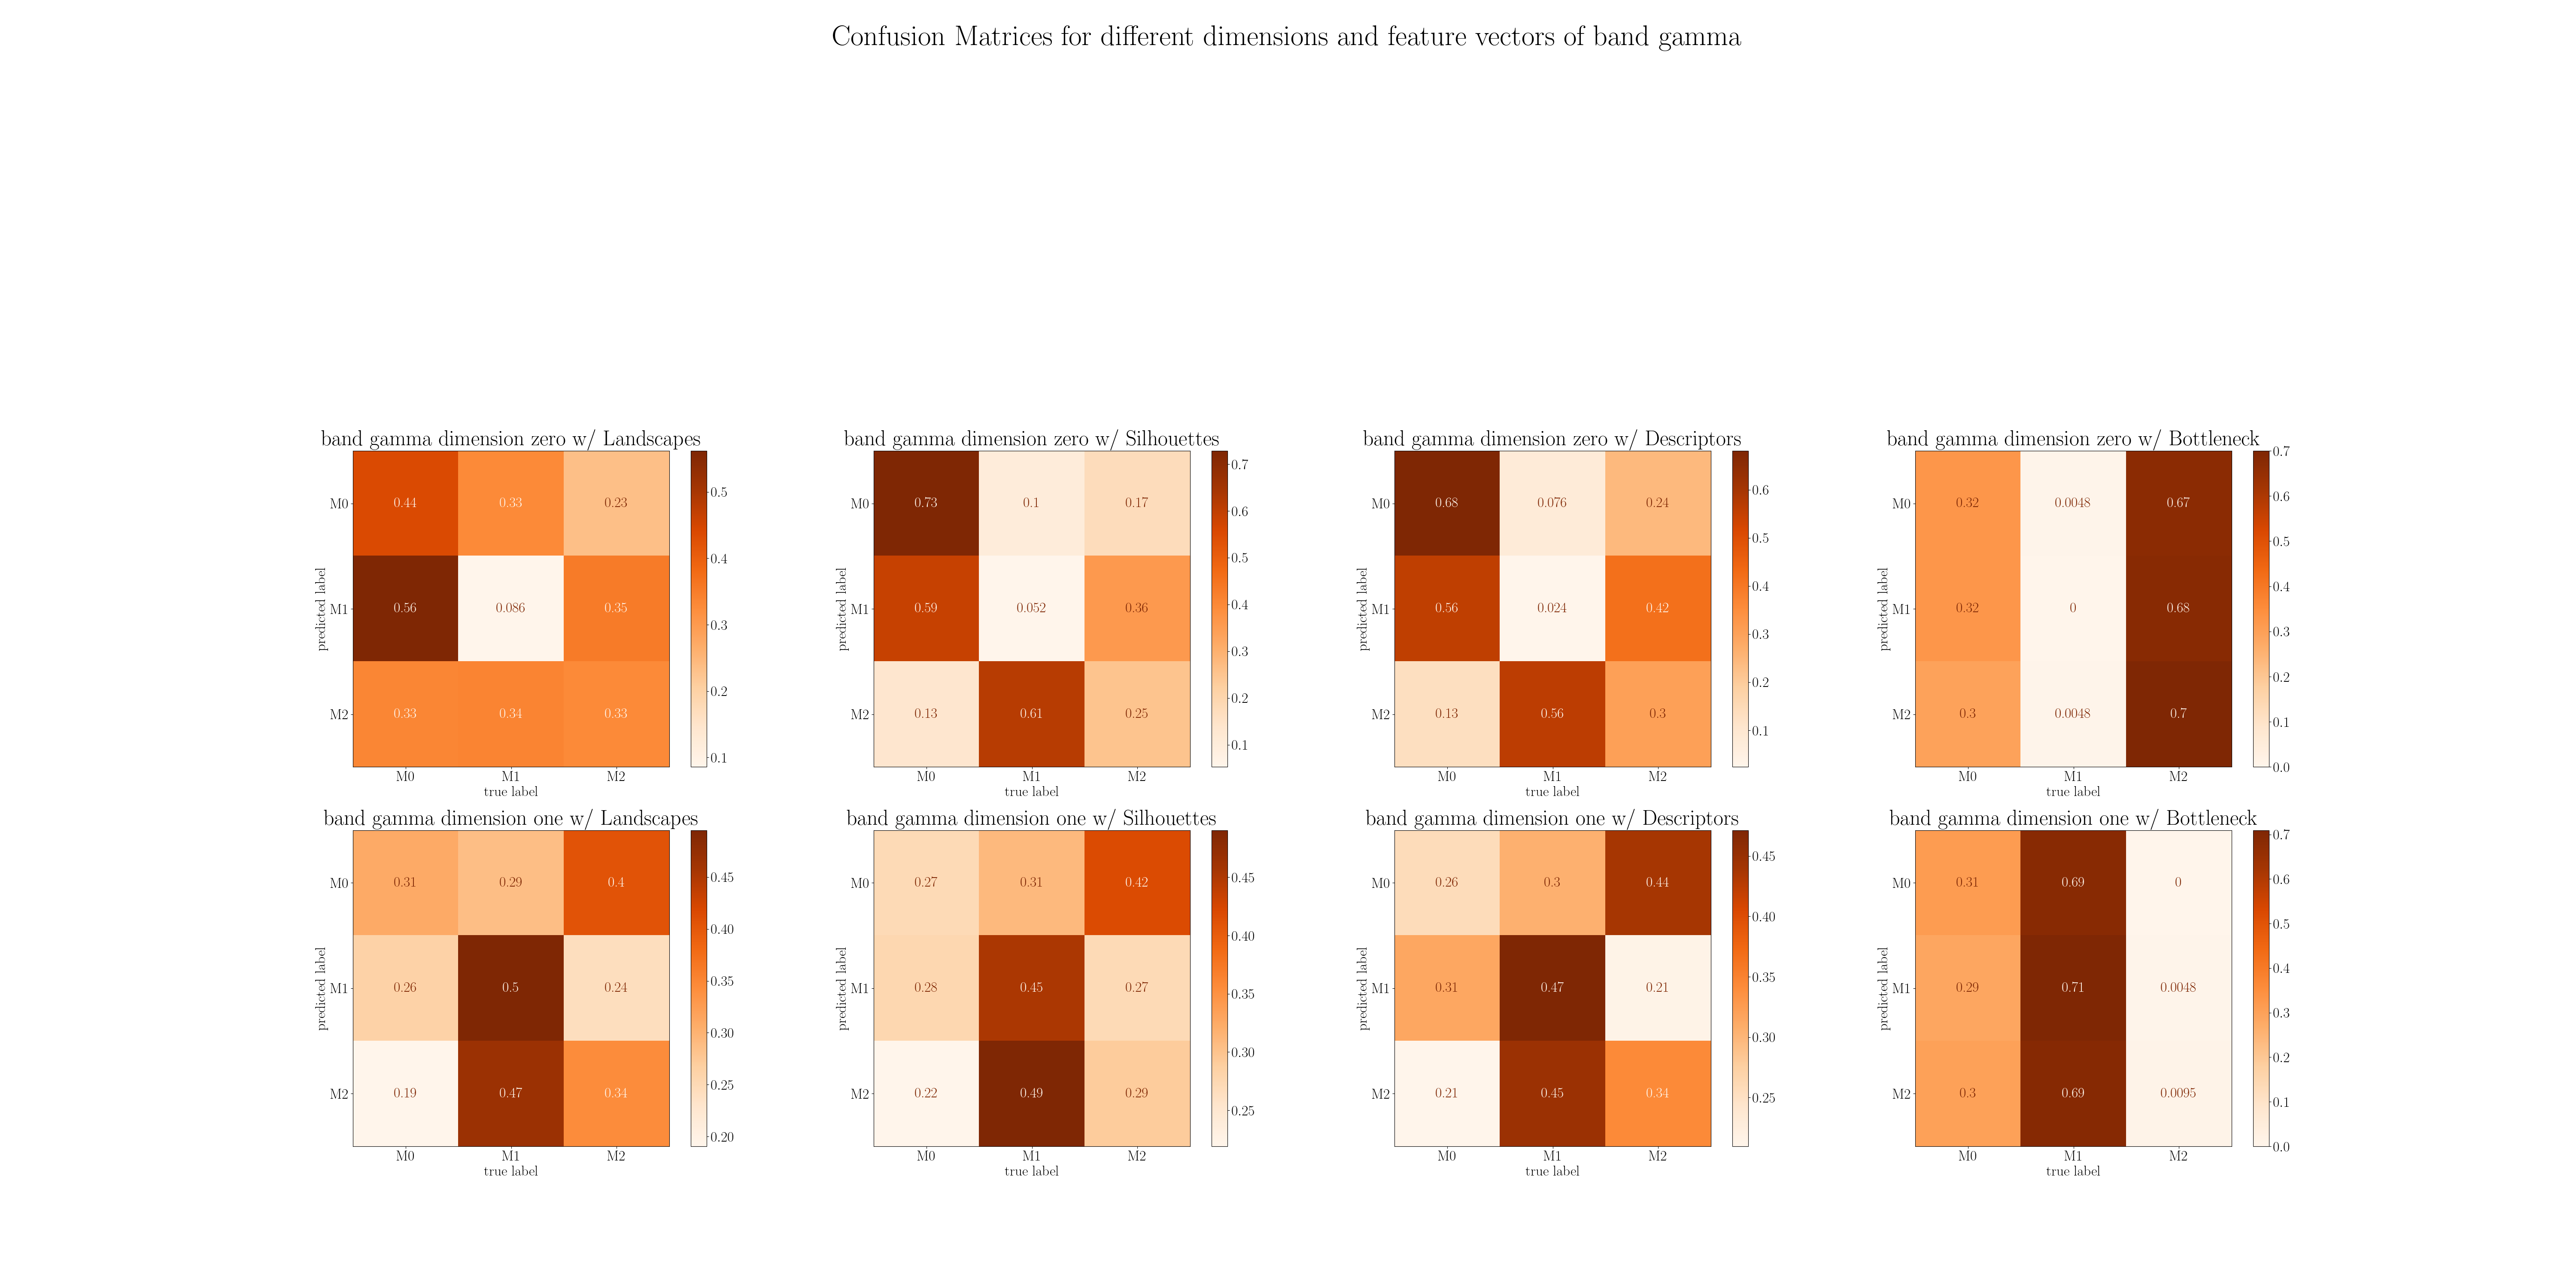 Confusion Matrices for different dimensions and feature vectors of band gamma
band gamma dimension zero w/ Landscapes
predicted label
M0 0.44 0.33 0.23
M1 0.56 0.086 0.35
M2 0.33 0.34 0.33
M0 M1 M2
true label
0.5
0.4
0.3
0.2
0.1
band gamma dimension zero w/ Silhouettes
predicted label
M0 0.73 0.1 0.17
M1 0.59 0.052 0.36
M2 0.13 0.61 0.25
M0 M1 M2
true label
0.7
0.6
0.5
0.4
0.3
0.2
0.1
band gamma dimension zero w/ Descriptors
predicted label
M0 0.68 0.076 0.24
M1 0.56 0.024 0.42
M2 0.13 0.56 0.3
M0 M1 M2
true label
0.6
0.5
0.4
0.3
0.2
0.1
band gamma dimension zero w/ Bottleneck
predicted label
M0 0.32 0.0048 0.67
M1 0.32 0 0.68
M2 0.3 0.0048 0.7
M0 M1 M2
true label
0.7
0.6
0.5
0.4
0.3
0.2
0.1
0.0
band gamma dimension one w/ Landscapes
predicted label
M0 0.31 0.29 0.4
M1 0.26 0.5 0.24
M2 0.19 0.47 0.34
M0 M1 M2
true label
0.45
0.40
0.35
0.30
0.25
0.20
band gamma dimension one w/ Silhouettes
predicted label
M0 0.27 0.31 0.42
M1 0.28 0.45 0.27
M2 0.22 0.49 0.29
M0 M1 M2
true label
0.45
0.40
0.35
0.30
0.25
band gamma dimension one w/ Descriptors
predicted label
M0 0.26 0.3 0.44
M1 0.31 0.47 0.21
M2 0.21 0.45 0.34
M0 M1 M2
true label
0.45
0.40
0.35
0.30
0.25
band gamma dimension one w/ Bottleneck
predicted label
M0 0.31 0.69 0
M1 0.29 0.71 0.0048
M2 0.3 0.69 0.0095
M0 M1 M2
true label
0.7
0.6
0.5
0.4
0.3
0.2
0.1
0.0